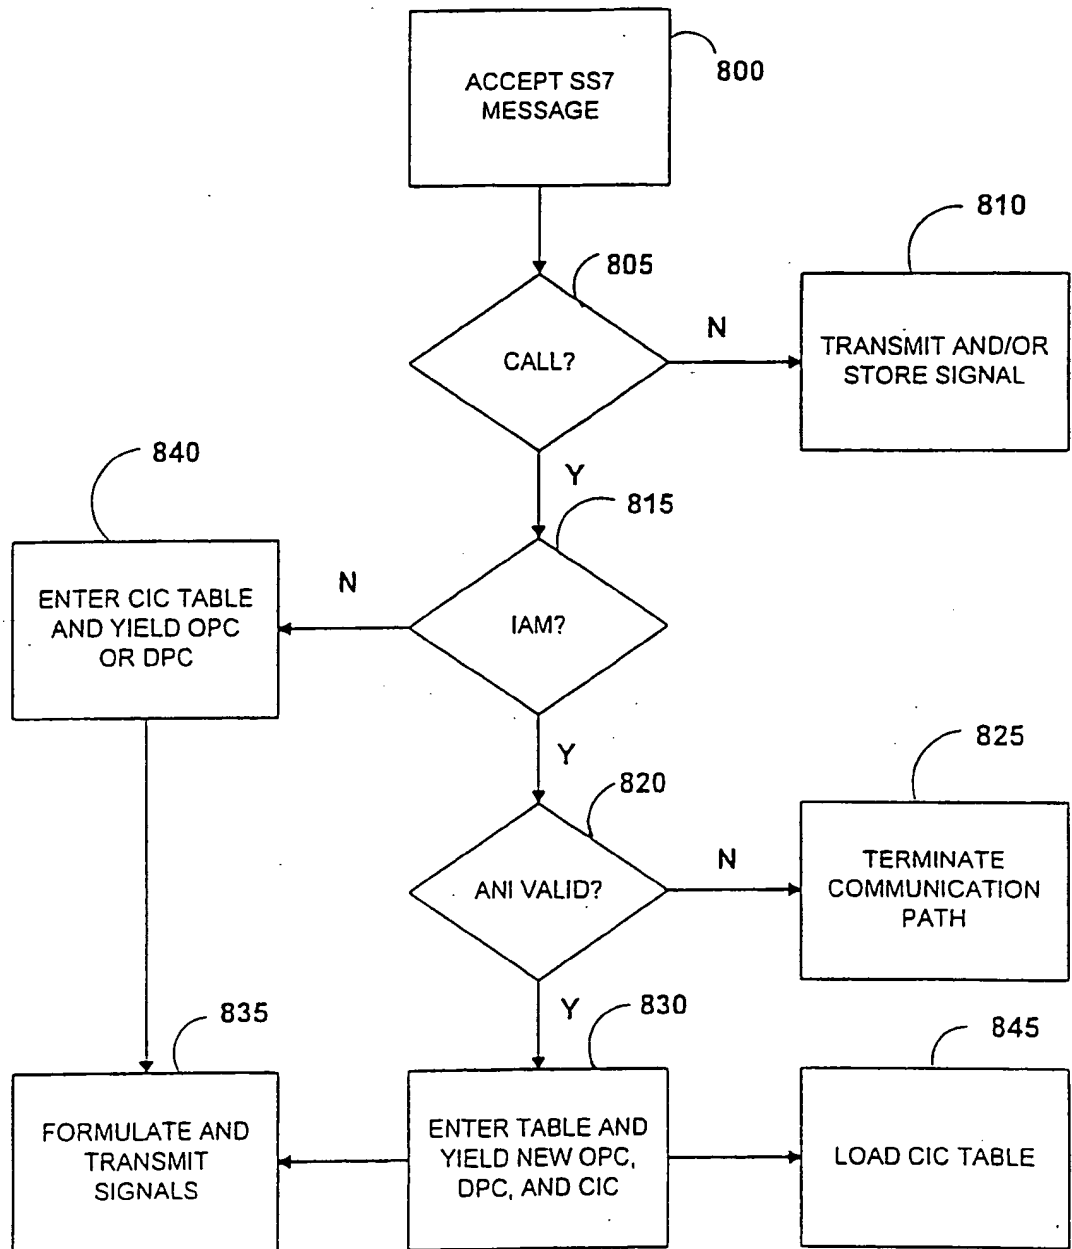 ACCEPT SS7
MESSAGE
800
805
CALL?
N
810
TRANSMIT AND/OR
STORE SIGNAL
Y
815
IAM?
N
840
ENTER CIC TABLE
AND YIELD OPC
OR DPC
Y
820
ANI VALID?
N
825
TERMINATE
COMMUNICATION
PATH
Y
830
ENTER TABLE AND
YIELD NEW OPC,
DPC, AND CIC
835
FORMULATE AND
TRANSMIT
SIGNALS
845
LOAD CIC TABLE